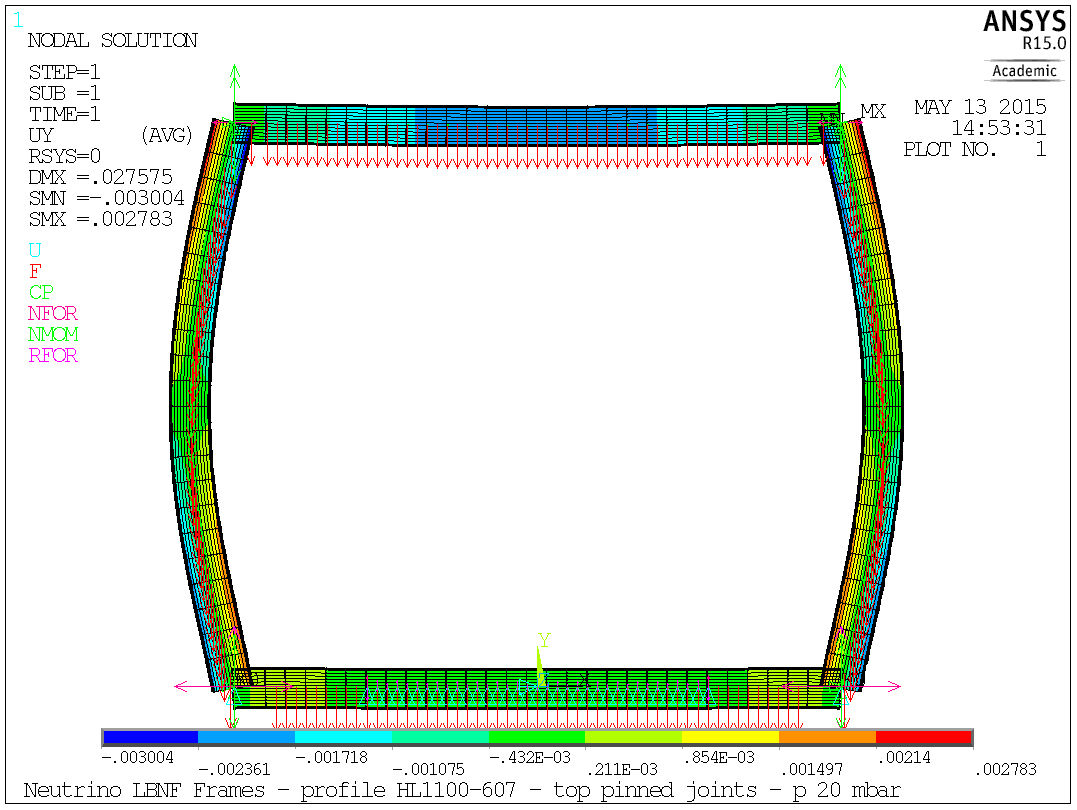 1
ANSYS
R15.0
Academic
NODAL SOLUTION
STEP=1
SUB =1
TIME=1
UY (AVG)
RSYS=0
DMX =.027575
SMN =-.003004
SMX =.002783
U
F
CP
NFOR
NMOM
RFOR
MAY 13 2015
14:53:31
PLOT NO. 1
MX
Y
-.003004
-.002361
-.001718
-.001075
-.432E-03
.211E-03
.854E-03
.001497
.00214
.002783
Neutrino LBNF Frames - profile HL1100-607 - top pinned joints - p 20 mbar